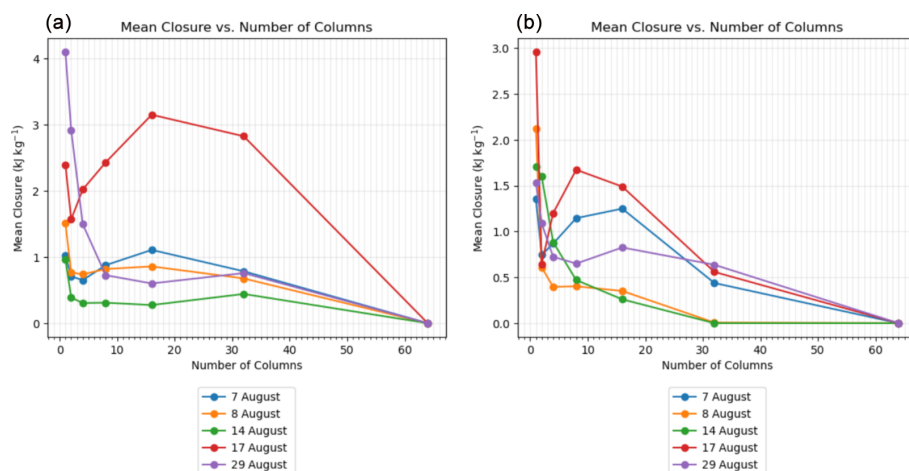 (a)
Mean Closure vs. Number of Columns
4
3
2
1
0
Mean Closure (kJ kg⁻¹)
0 10 20 30 40 50 60
Number of Columns
7 August
8 August
14 August
17 August
29 August
(b)
Mean Closure vs. Number of Columns
3.0
2.5
2.0
1.5
1.0
0.5
0.0
Mean Closure (kJ kg⁻¹)
0 10 20 30 40 50 60
Number of Columns
7 August
8 August
14 August
17 August
29 August